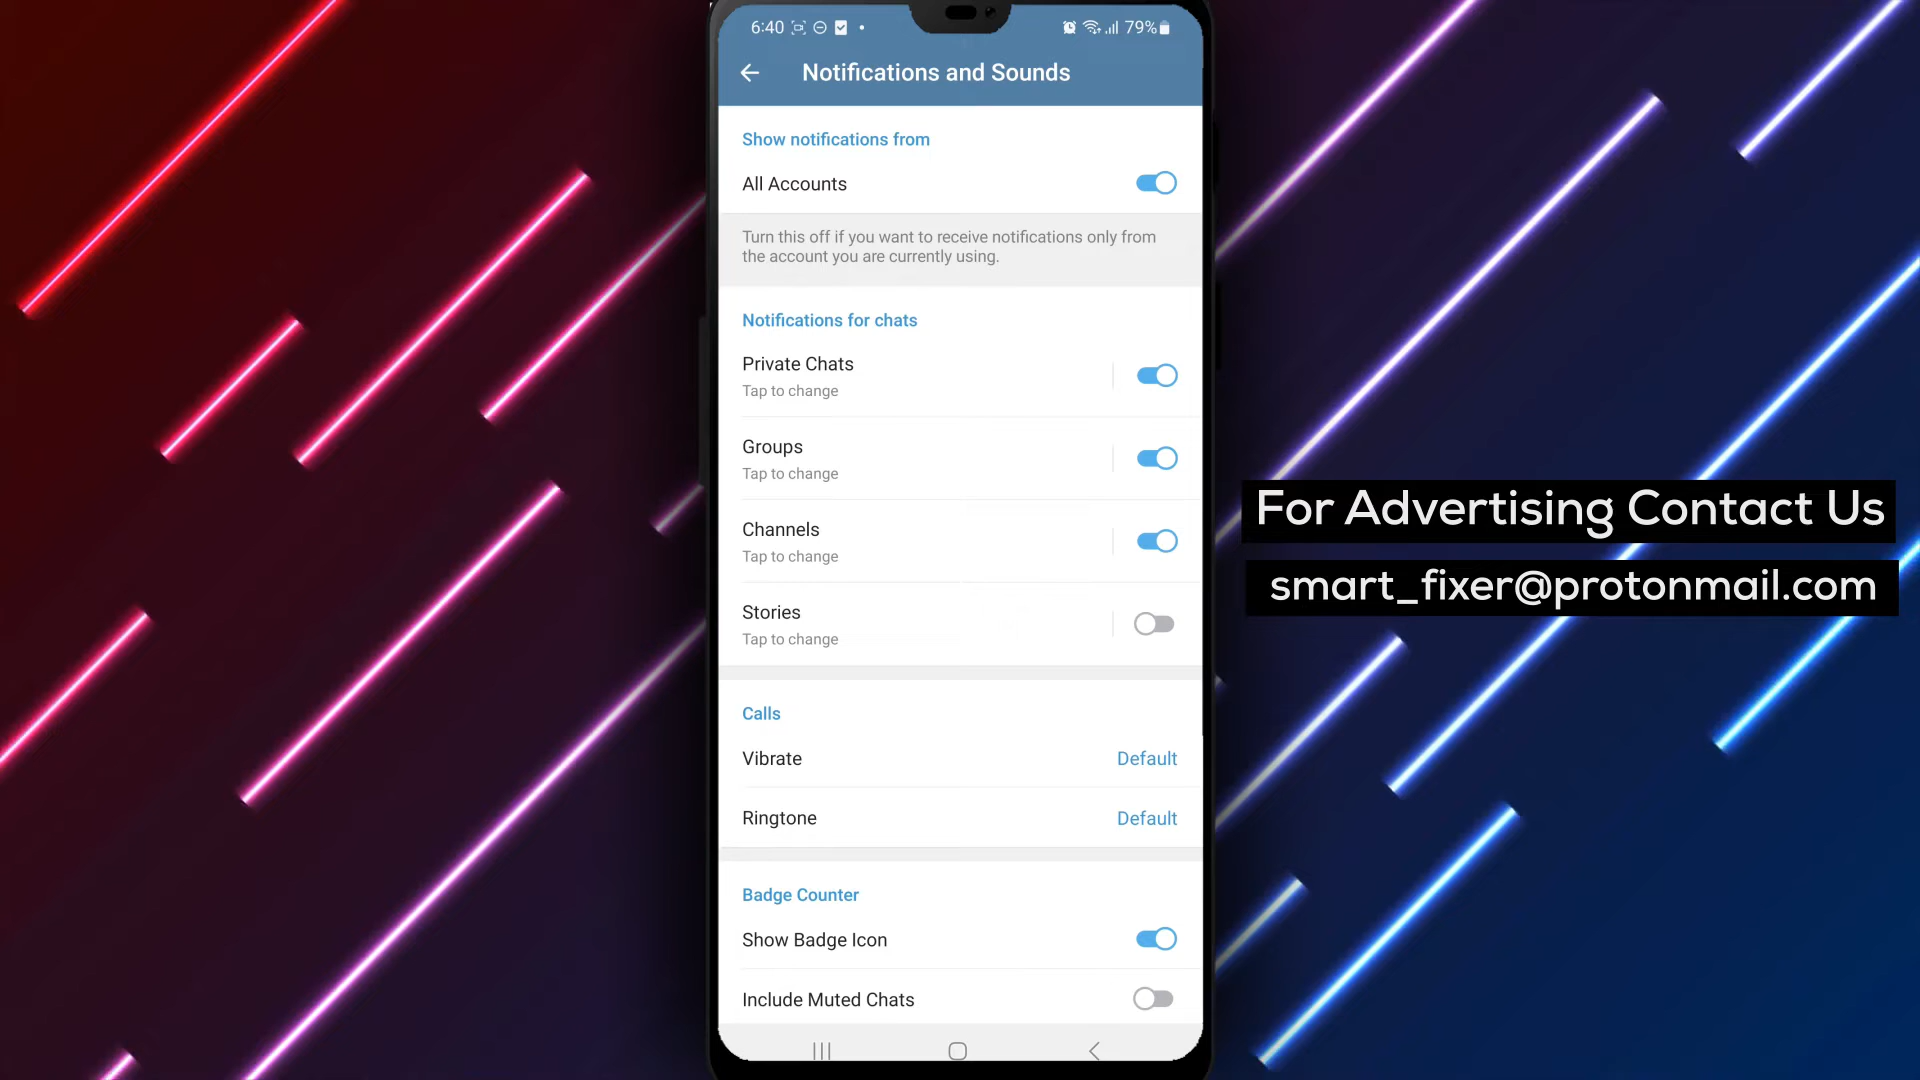 6:40
79%
Notifications and Sounds
Show notifications from
All Accounts
Turn this off if you want to receive notifications only from
the account you are currently using.
Notifications for chats
Private Chats
Tap to change
Groups
Tap to change
Channels
Tap to change
Stories
Tap to change
Calls
Vibrate Default
Ringtone Default
Badge Counter
Show Badge Icon
Include Muted Chats
For Advertising Contact Us
smart_fixer@protonmail.com